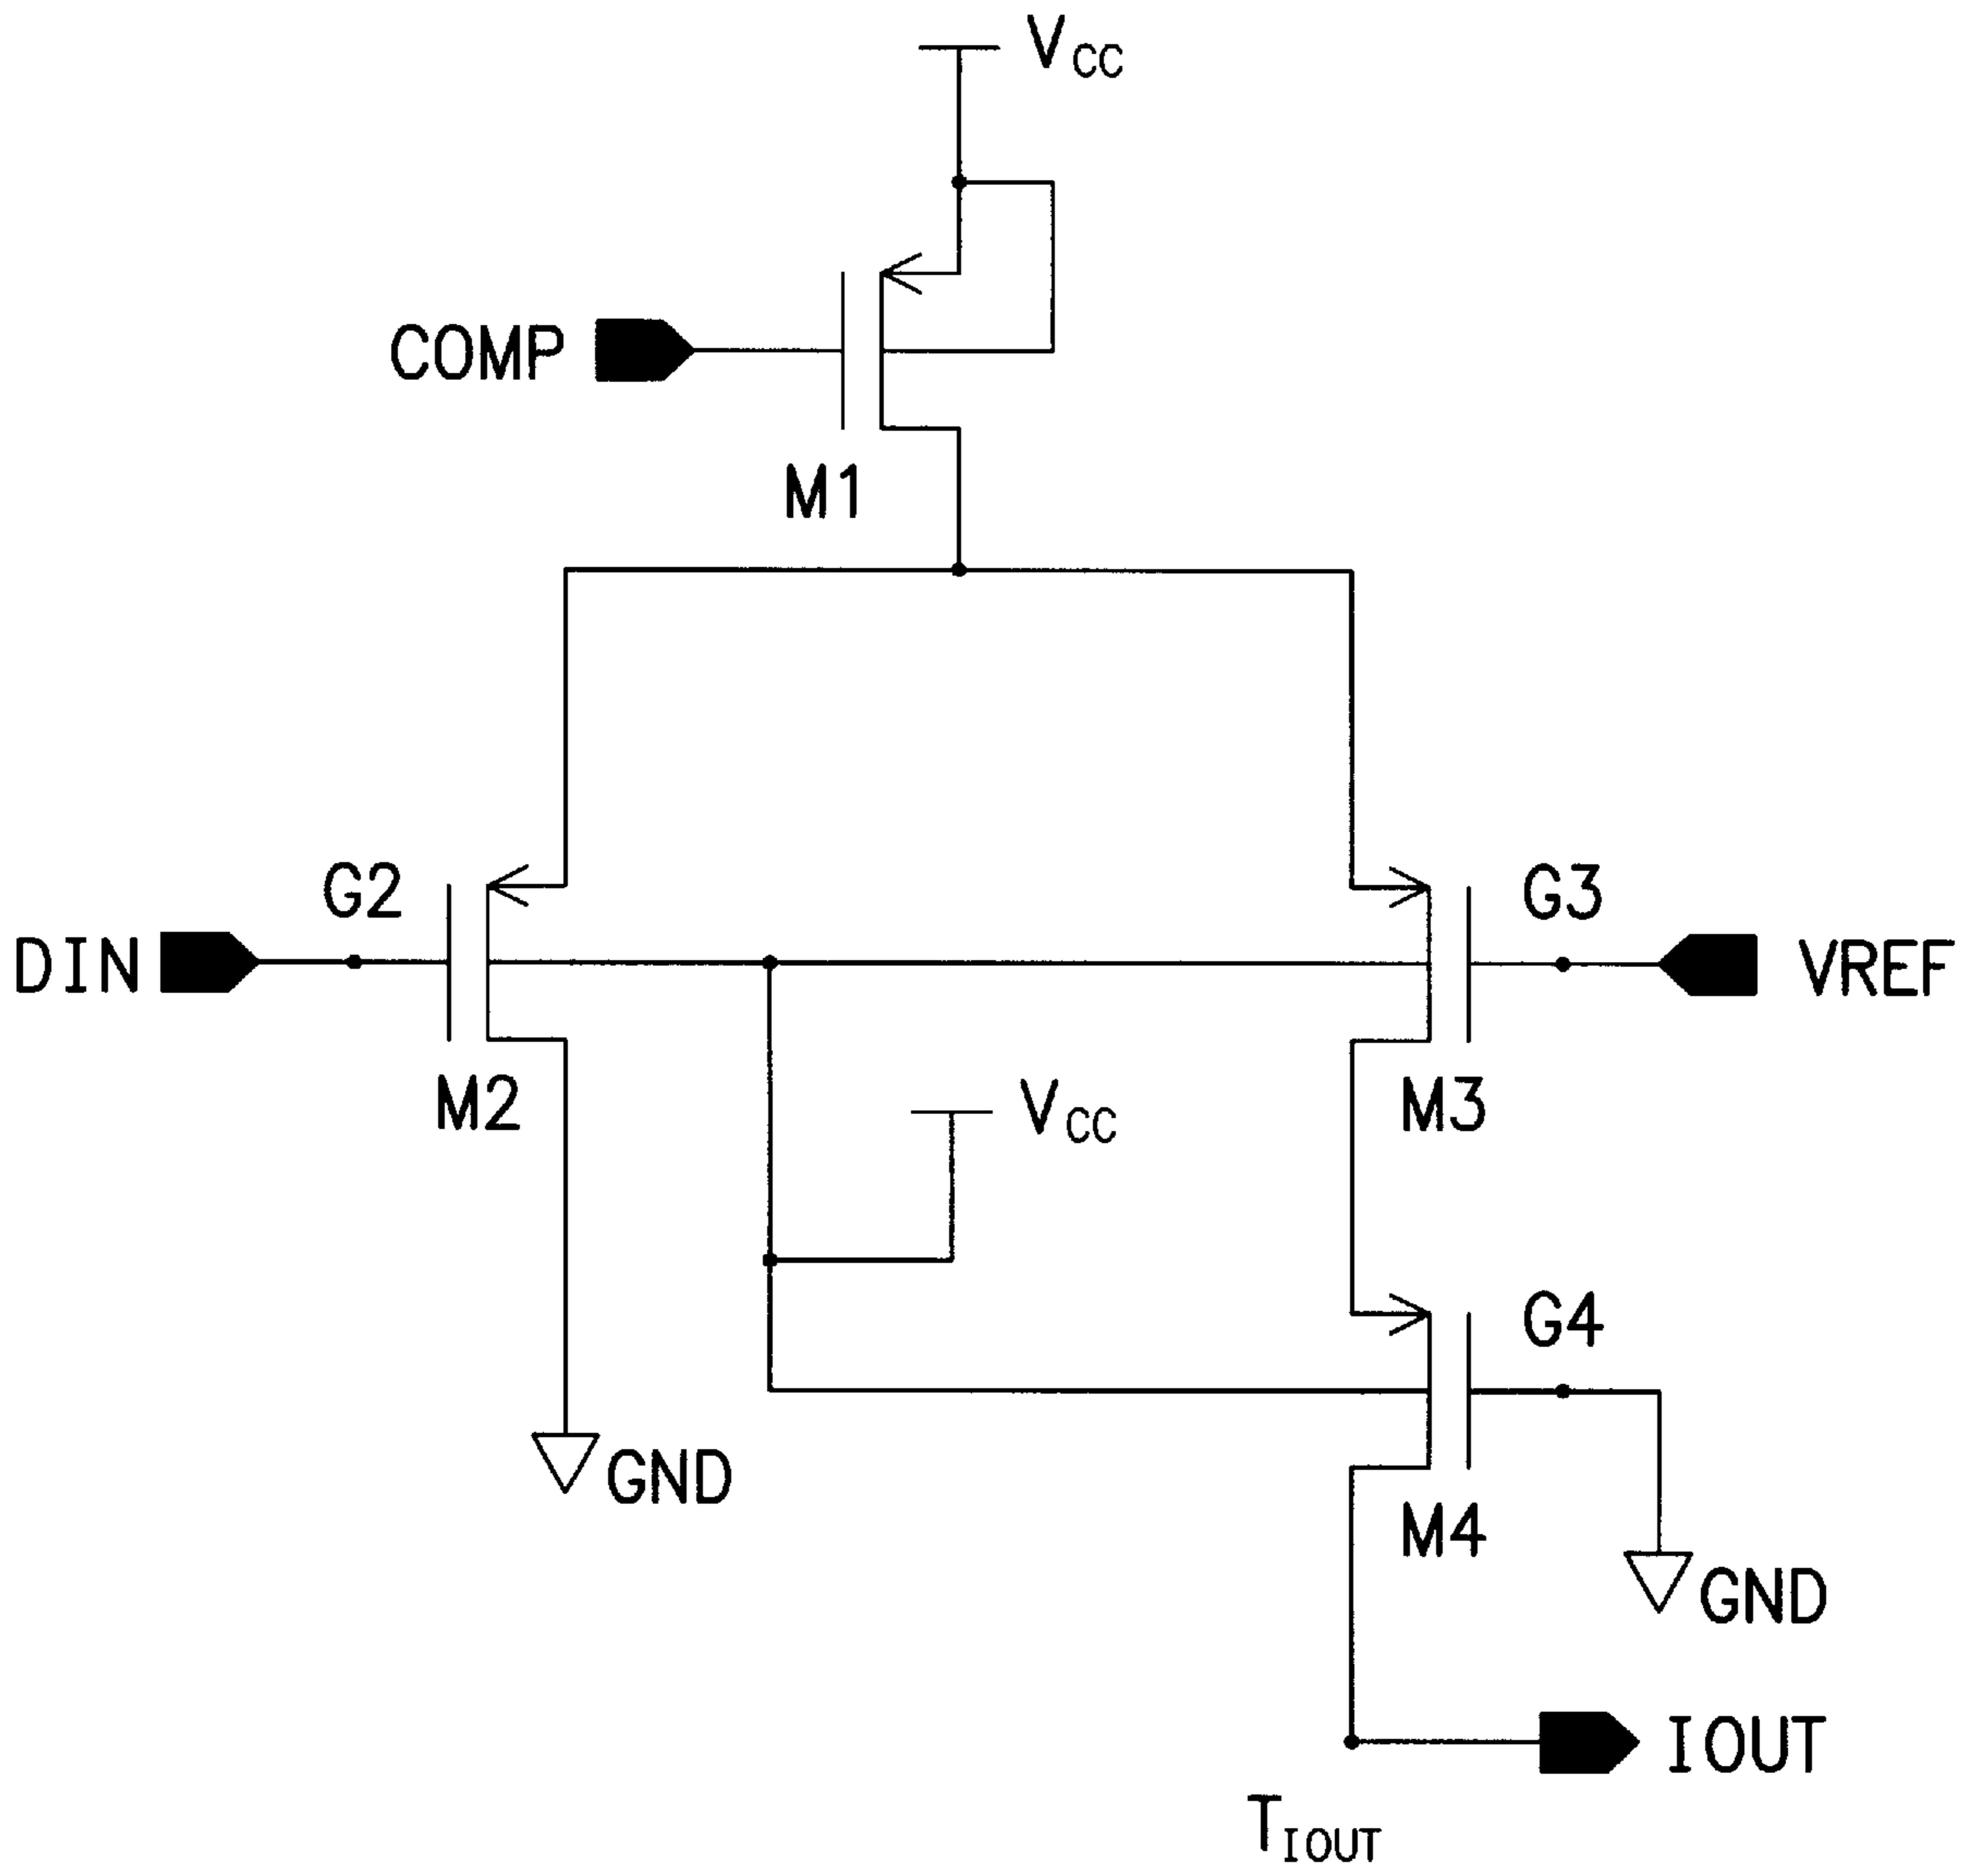 VCC
COMP
M1
G2
G3
DIN
VREF
M2
VCC
M3
G4
GND
M4
GND
IOUT
TIOUT